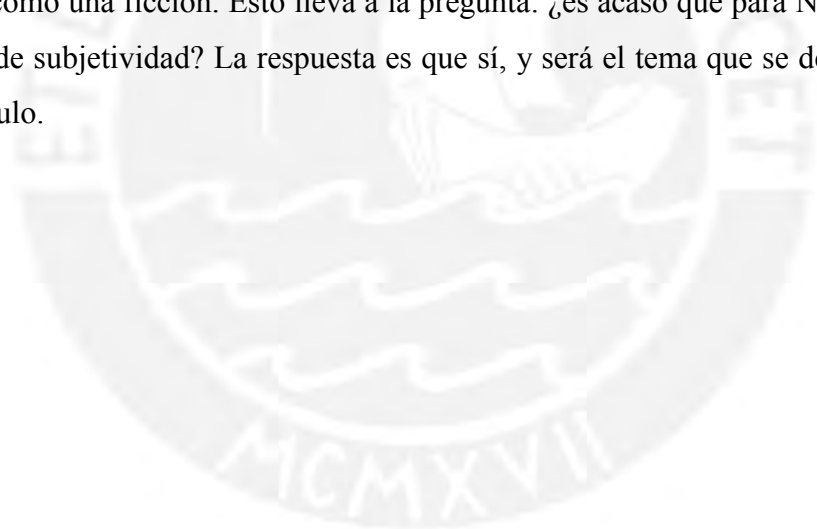 como una ficción. Esto lleva a la pregunta: ¿es acaso que para N
de subjetividad? La respuesta es que sí, y será el tema que se d
ulo.
MCMXVII